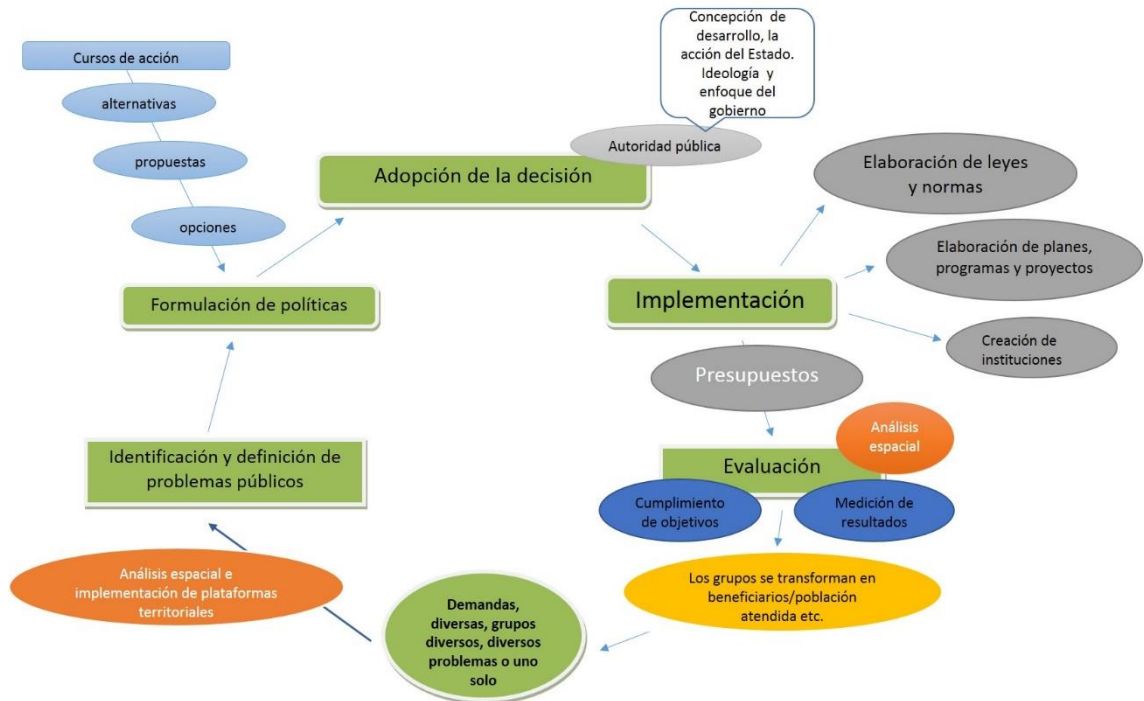 Cursos de acción
alternativas
propuestas
opciones
Concepción de
desarrollo, la
acción del Estado.
Ideología y
enfoque del
gobierno
Autoridad pública
Adopción de la decisión
Elaboración de leyes
y normas
Elaboración de planes,
programas y proyectos
Creación de
instituciones
Formulación de políticas
Implementación
Presupuestos
Análisis
espacial
Evaluación
Cumplimiento
de objetivos
Medición de
resultados
Identificación y definición de
problemas públicos
Análisis espacial e
implementación de plataformas
territoriales
Demandas,
diversas, grupos
diversos, diversos
problemas o uno
solo
Los grupos se transforman en
beneficiarios/población
atendida etc.